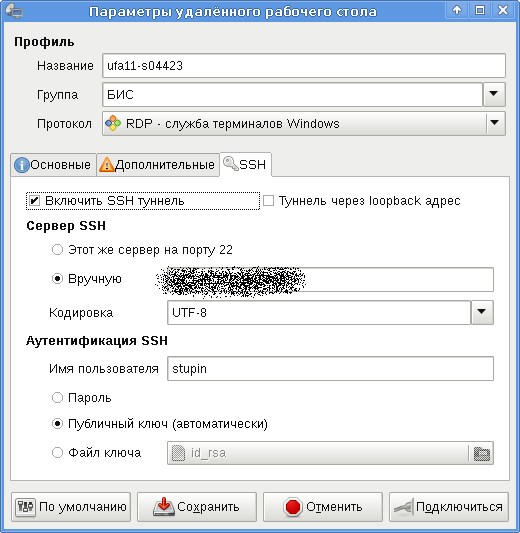 Параметры удалённого рабочего стола
Профиль
Название ufa11-s04423
Группа БИС
Протокол RDP - служба терминалов Windows
Основные Дополнительные SSH
Включить SSH туннель Туннель через loopback адрес
Сервер SSH
Этот же сервер на порту 22
Вручную
Кодировка UTF-8
Аутентификация SSH
Имя пользователя stupin
Пароль
Публичный ключ (автоматически)
Файл ключа id_rsa
По умолчанию Сохранить Отменить Подключиться